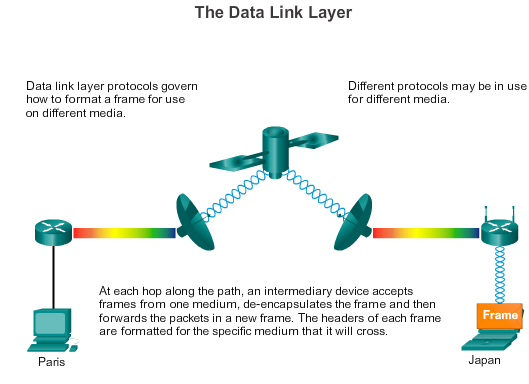 The Data Link Layer
Data link layer protocols govern
how to format a frame for use
on different media.
Different protocols may be in use
for different media.
At each hop along the path, an intermediary device accepts
frames from one medium, de-encapsulates the frame and then
forwards the packets in a new frame. The headers of each frame
are formatted for the specific medium that it will cross.
Frame
Paris
Japan